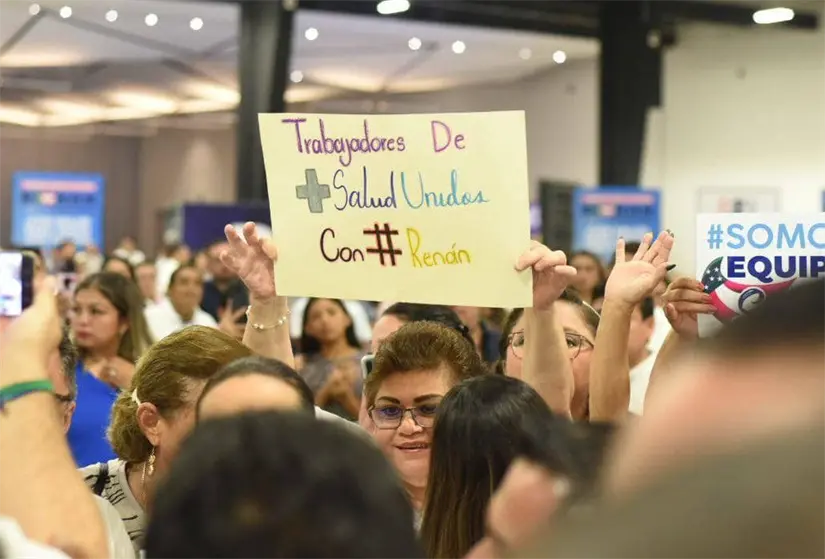 Trabajadores De
+Salud Unidos
Con #Renán
#SOMO
EQUIP